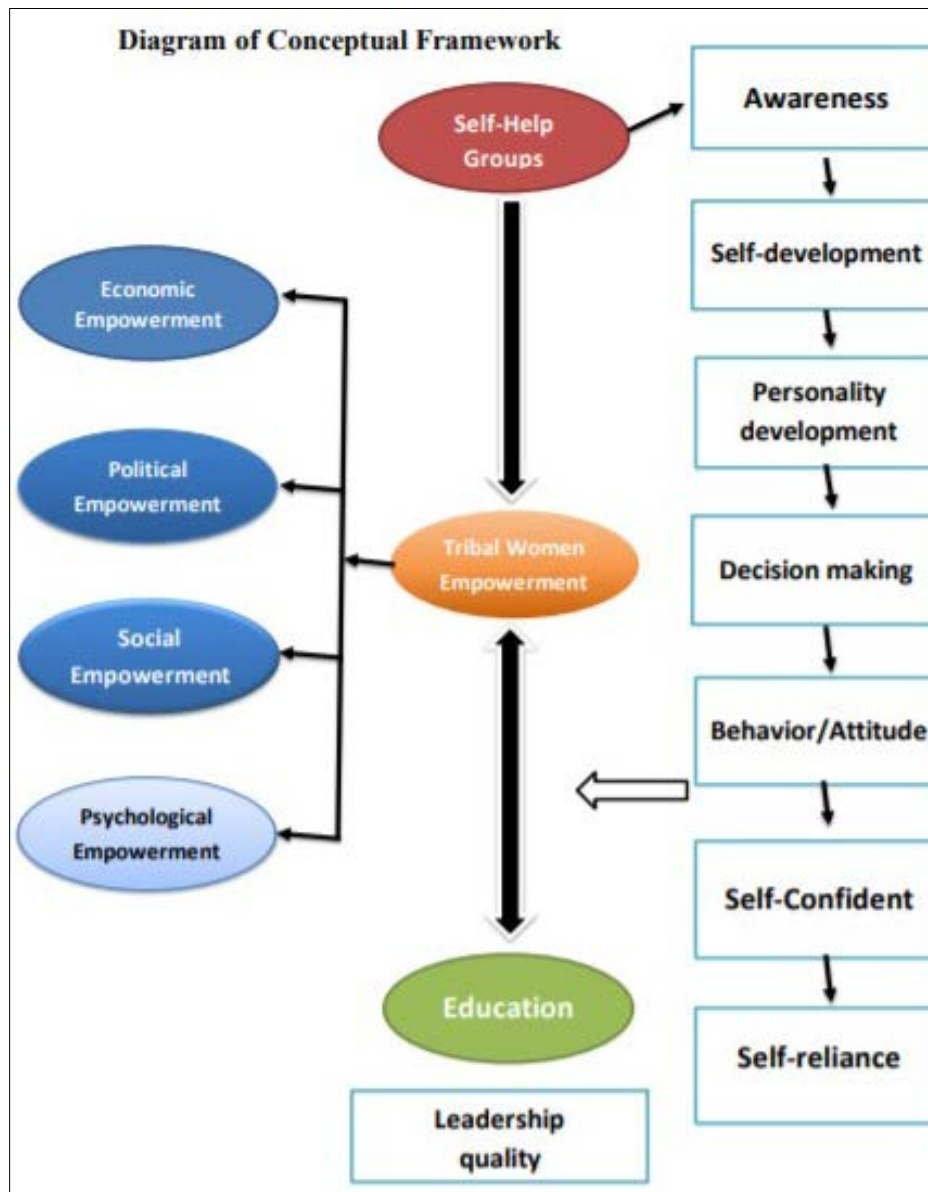 Diagram of Conceptual Framework
Self-Help
Groups
Awareness
Self-development
Personality
development
Decision making
Behavior/Attitude
Self-Confident
Self-reliance
Economic
Empowerment
Political
Empowerment
Social
Empowerment
Psychological
Empowerment
Tribal Women
Empowerment
Education
Leadership
quality